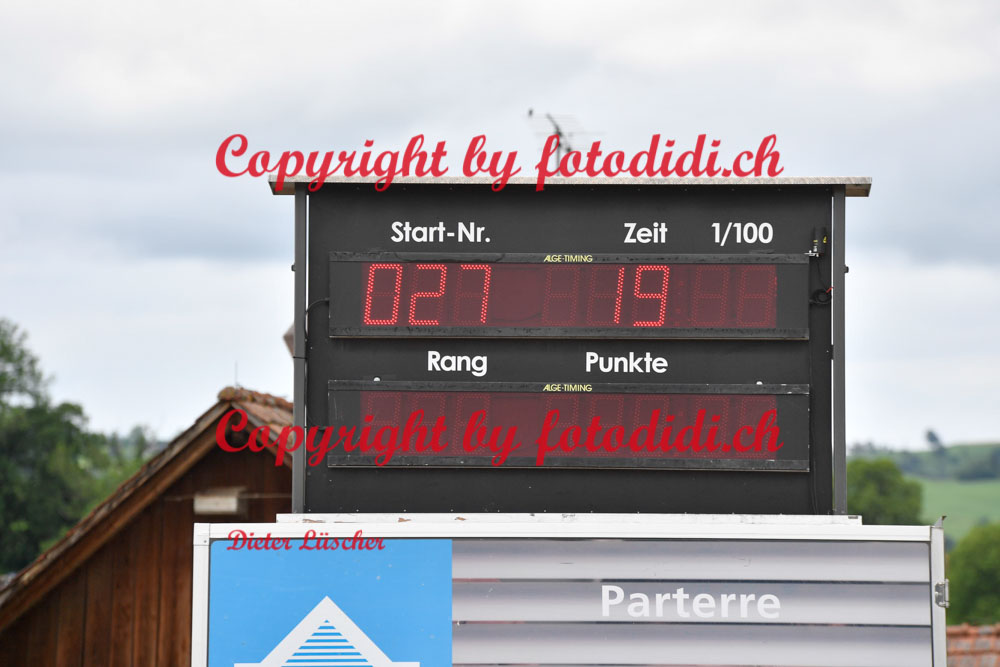 Copyright by fotodidi.ch
Start-Nr. Zeit 1/100
ALGE-TIMING
027 19
Rang Punkte
ALGE-TIMING
Copyright by fotodidi.ch
Dieter Lüscher
Parterre